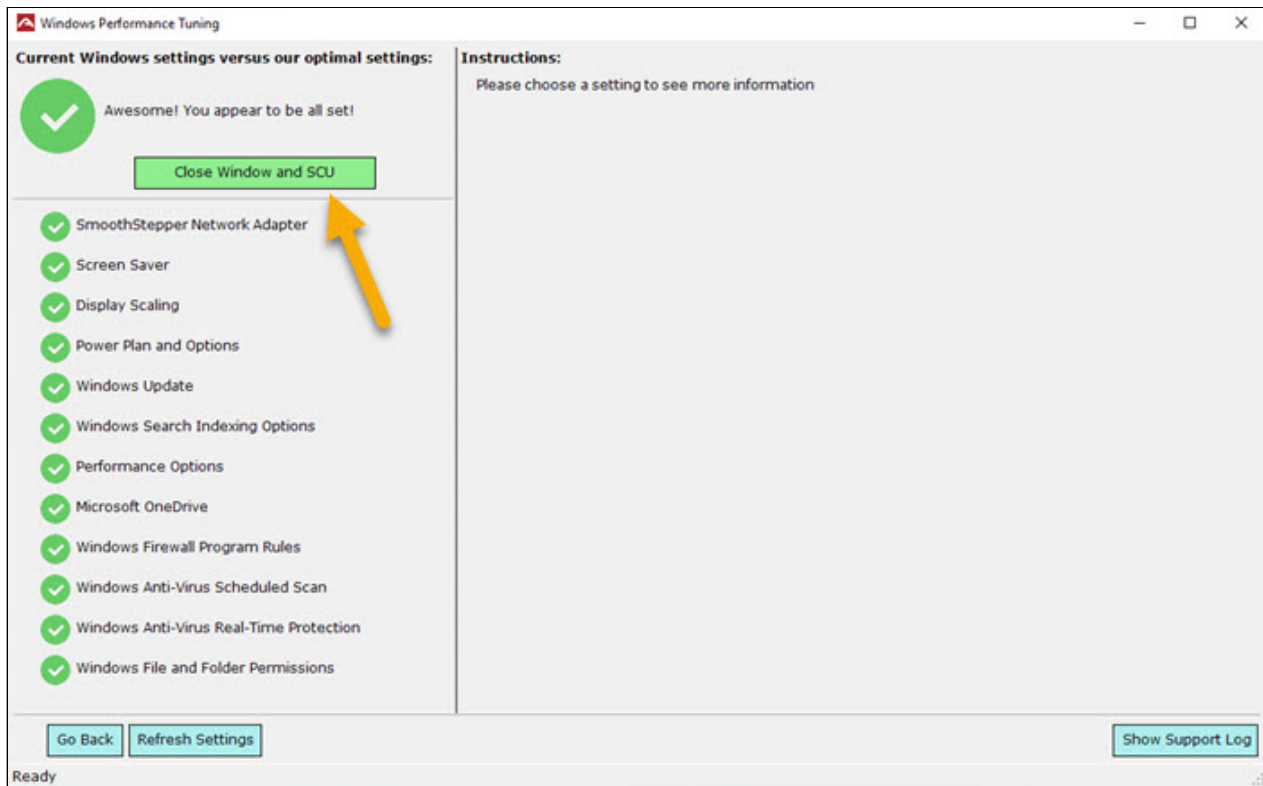 Windows Performance Tuning
Current Windows settings versus our optimal settings:
Awesome! You appear to be all set!
Close Window and SCU
SmoothStepper Network Adapter
Screen Saver
Display Scaling
Power Plan and Options
Windows Update
Windows Search Indexing Options
Performance Options
Microsoft OneDrive
Windows Firewall Program Rules
Windows Anti-Virus Scheduled Scan
Windows Anti-Virus Real-Time Protection
Windows File and Folder Permissions
Instructions:
Please choose a setting to see more information
Go Back
Refresh Settings
Show Support Log
Ready